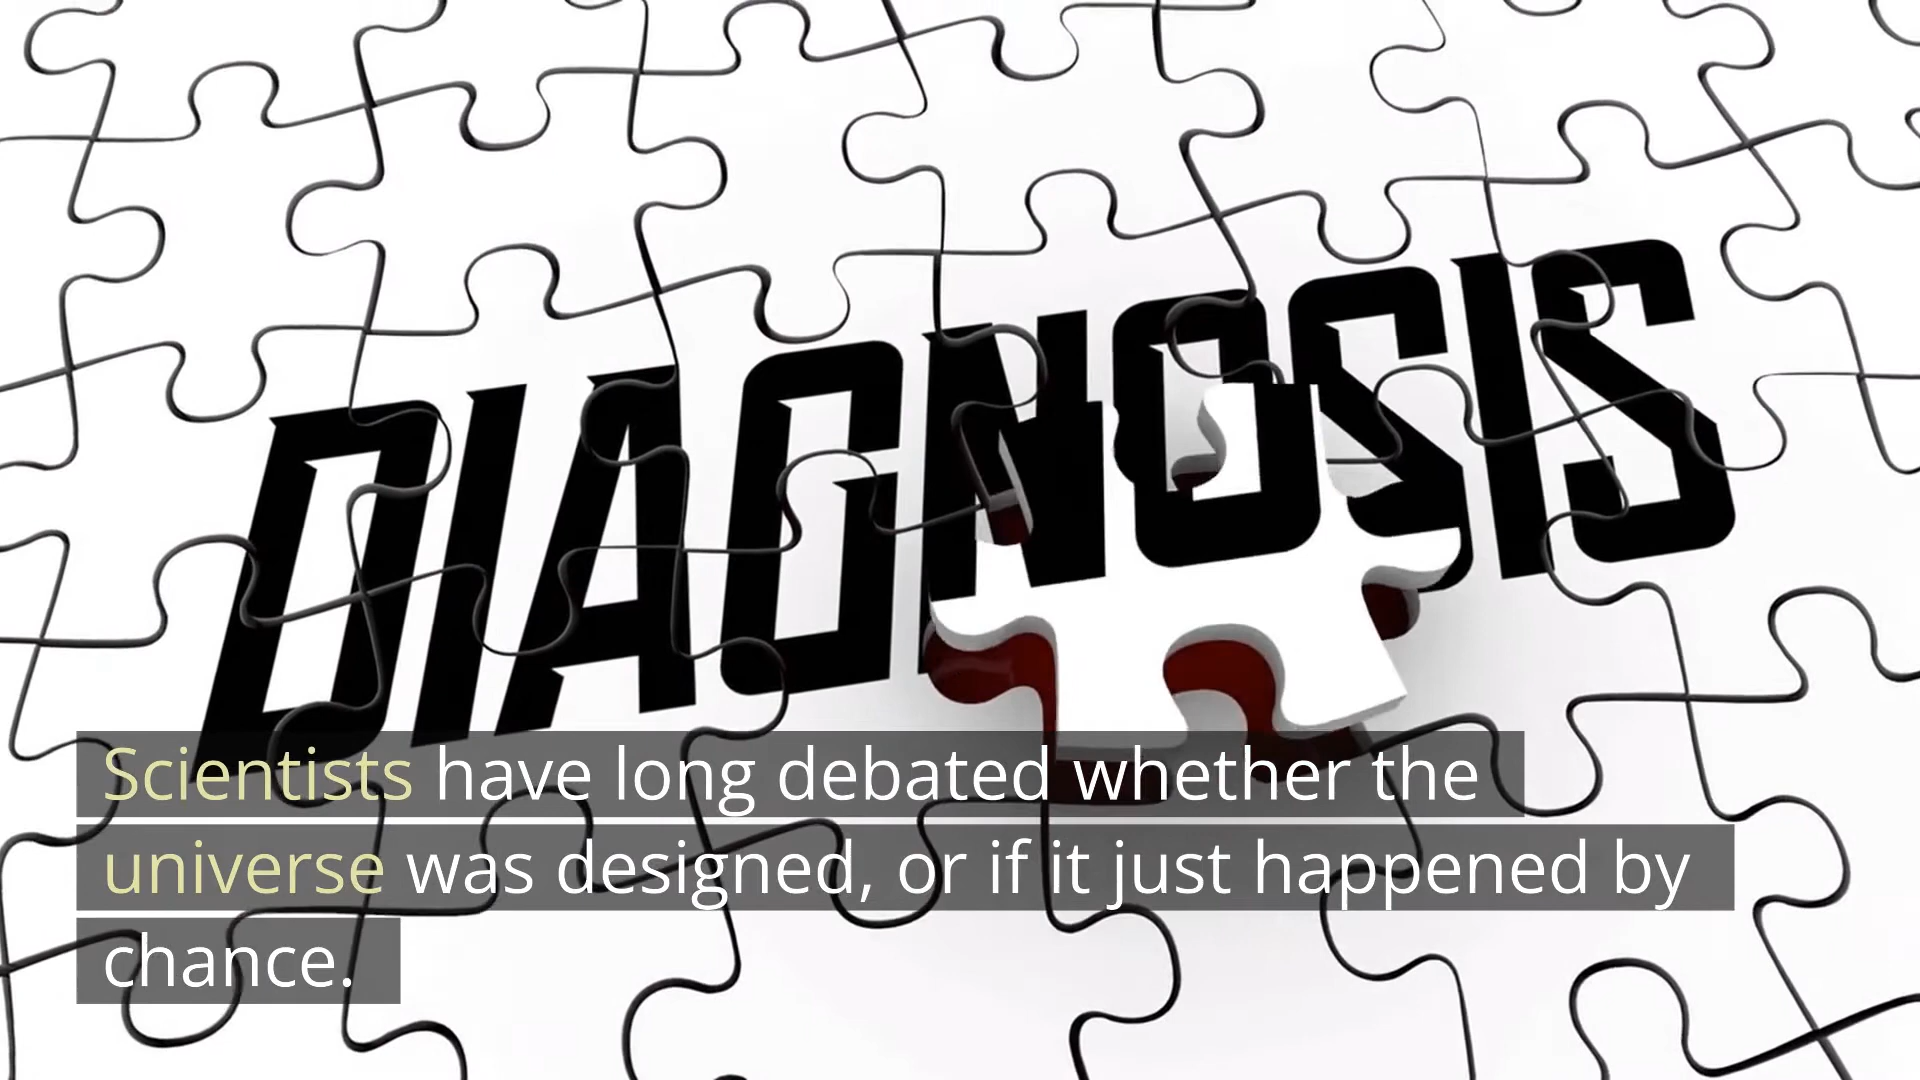 DIAGNOSIS
Scientists have long debated whether the
universe was designed, or if it just happened by
chance.